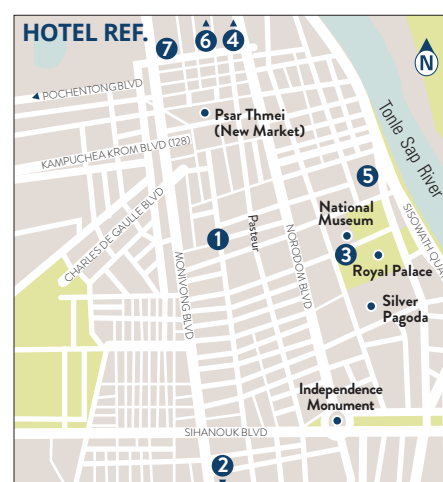 HOTEL REF.
7
6
4
N
POCHENTONG BLVD
Psar Thmei
(New Market)
KAMPUCHEA KROM BLVD (128)
Tonle Sap River
5
CHARLES DE GAULLE BLVD
National
Museum
SISOWATH QUA
1
Pasteur
NORODOM BLVD
3
Royal Palace
MONIVONG BLVD
Silver
Pagoda
Independence
Monument
SIHANOUK BLVD
2